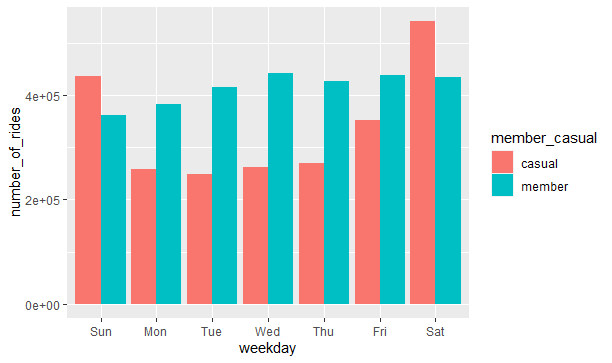 number_of_rides
4e+05
2e+05
0e+00
Sun Mon Tue Wed Thu Fri Sat
weekday
member_casual
casual
member